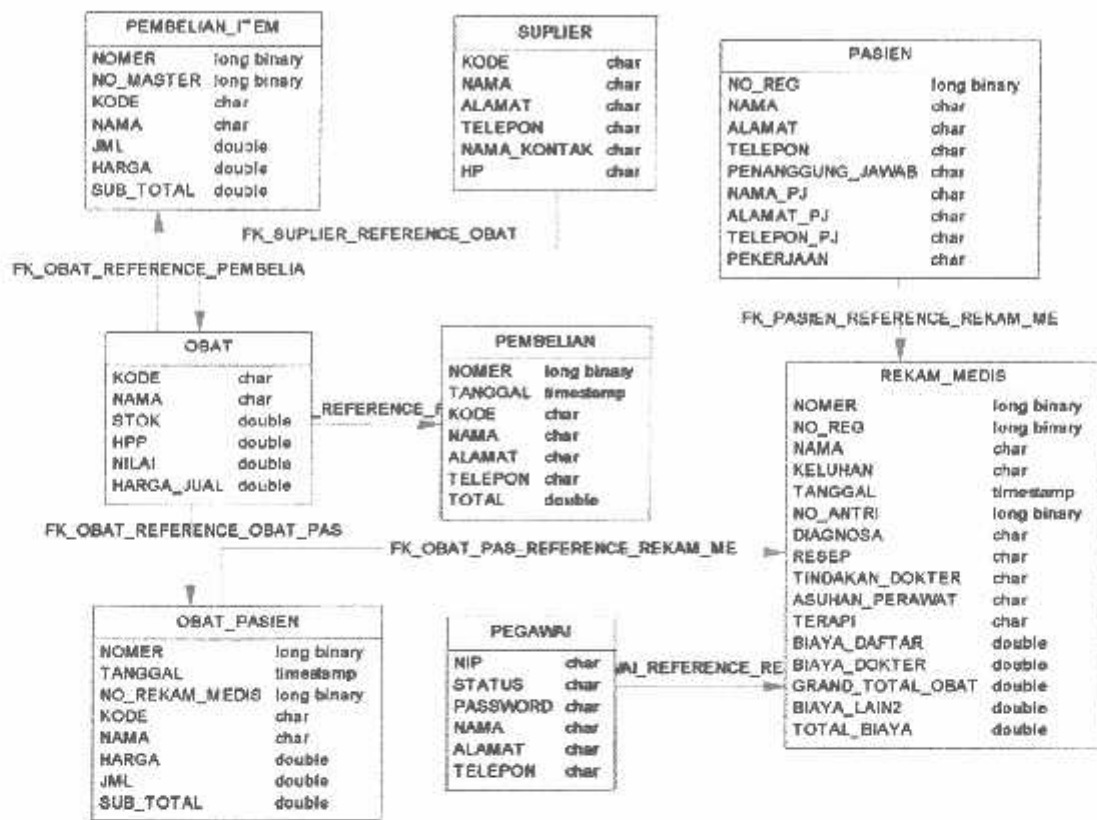 PEMBELIAN_ITEM
NOMER long binary
NO_MASTER long binary
KODE char
NAMA char
JML double
HARGA double
SUB_TOTAL double
SUPLIER
KODE char
NAMA char
ALAMAT char
TELEPON char
NAMA_KONTAK char
HP char
PASIEN
NO_REG long binary
NAMA char
ALAMAT char
TELEPON char
PENANGGUNG_JAWAB char
NAMA_PJ char
ALAMAT_PJ char
TELEPON_PJ char
PEKERJAAN char
FK_SUPLIER_REFERENCE_OBAT
FK_OBAT_REFERENCE_PEMBELIA
FK_PASIEN_REFERENCE_REKAM_ME
OBAT
KODE char
NAMA char
STOK double
HPP double
NILAI double
HARGA_JUAL double
_REFERENCE_F
PEMBELIAN
NOMER long binary
TANGGAL timestamp
KODE char
NAMA char
ALAMAT char
TELEPON char
TOTAL double
REKAM_MEDIS
NOMER long binary
NO_REG long binary
NAMA char
KELUHAN char
TANGGAL timestamp
NO_ANTRI long binary
DIAGNOSA char
RESEP char
TINDAKAN_DOKTER char
ASUHAN_PERAWAT char
TERAPI char
BIAYA_DAFTAR double
BIAYA_DOKTER double
GRAND_TOTAL_OBAT double
BIAYA_LAIN2 double
TOTAL_BIAYA double
FK_OBAT_REFERENCE_OBAT_PAS
FK_OBAT_PAS_REFERENCE_REKAM_ME
OBAT_PASIEN
NOMER long binary
TANGGAL timestamp
NO_REKAM_MEDIS long binary
KODE char
NAMA char
HARGA double
JML double
SUB_TOTAL double
PEGAWAI
NIP char
STATUS char
PASSWORD char
NAMA char
ALAMAT char
TELEPON char
WAI_REFERENCE_RE